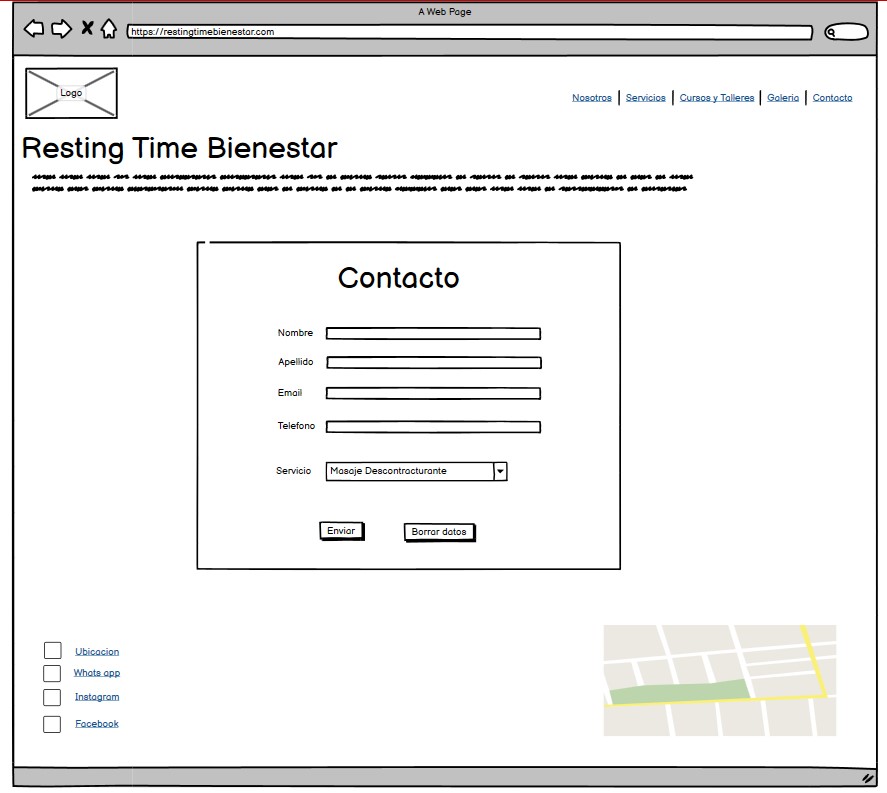 A Web Page
https://restingtimebienestar.com
Logo
Nosotros | Servicios | Cursos y Talleres | Galeria | Contacto
Resting Time Bienestar
Contacto
Nombre
Apellido
Email
Telefono
Servicio Masaje Descontracturante
Enviar Borrar datos
Ubicacion
Whats app
Instagram
Facebook